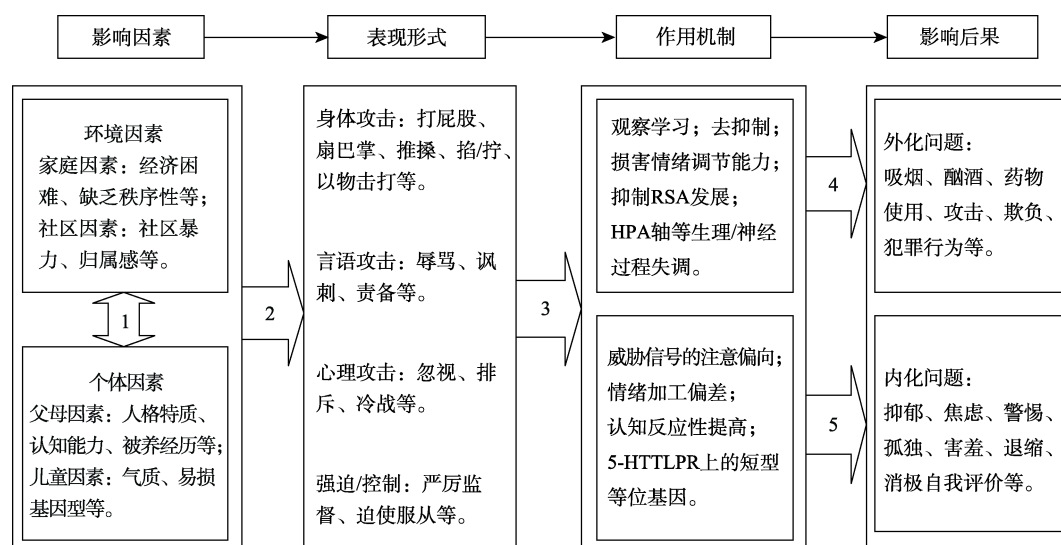 影响因素
表现形式
作用机制
影响后果
环境因素
家庭因素：经济困
难、缺乏秩序性等；
社区因素：社区暴
力、归属感等。
1
个体因素
父母因素：人格特质、
认知能力、被养经历等；
儿童因素：气质、易损
基因型等。
2
身体攻击：打屁股、
扇巴掌、推搡、掐/拧、
以物击打等。
言语攻击：辱骂、讽
刺、责备等。
心理攻击：忽视、排
斥、冷战等。
强迫/控制：严厉监
督、迫使服从等。
3
观察学习；去抑制；
损害情绪调节能力；
抑制RSA发展；
HPA轴等生理/神经
过程失调。
威胁信号的注意偏向；
情绪加工偏差；
认知反应性提高；
5-HTTLPR上的短型
等位基因。
4
外化问题：
吸烟、酗酒、药物
使用、攻击、欺负、
犯罪行为等。
5
内化问题：
抑郁、焦虑、警惕、
孤独、害羞、退缩、
消极自我评价等。